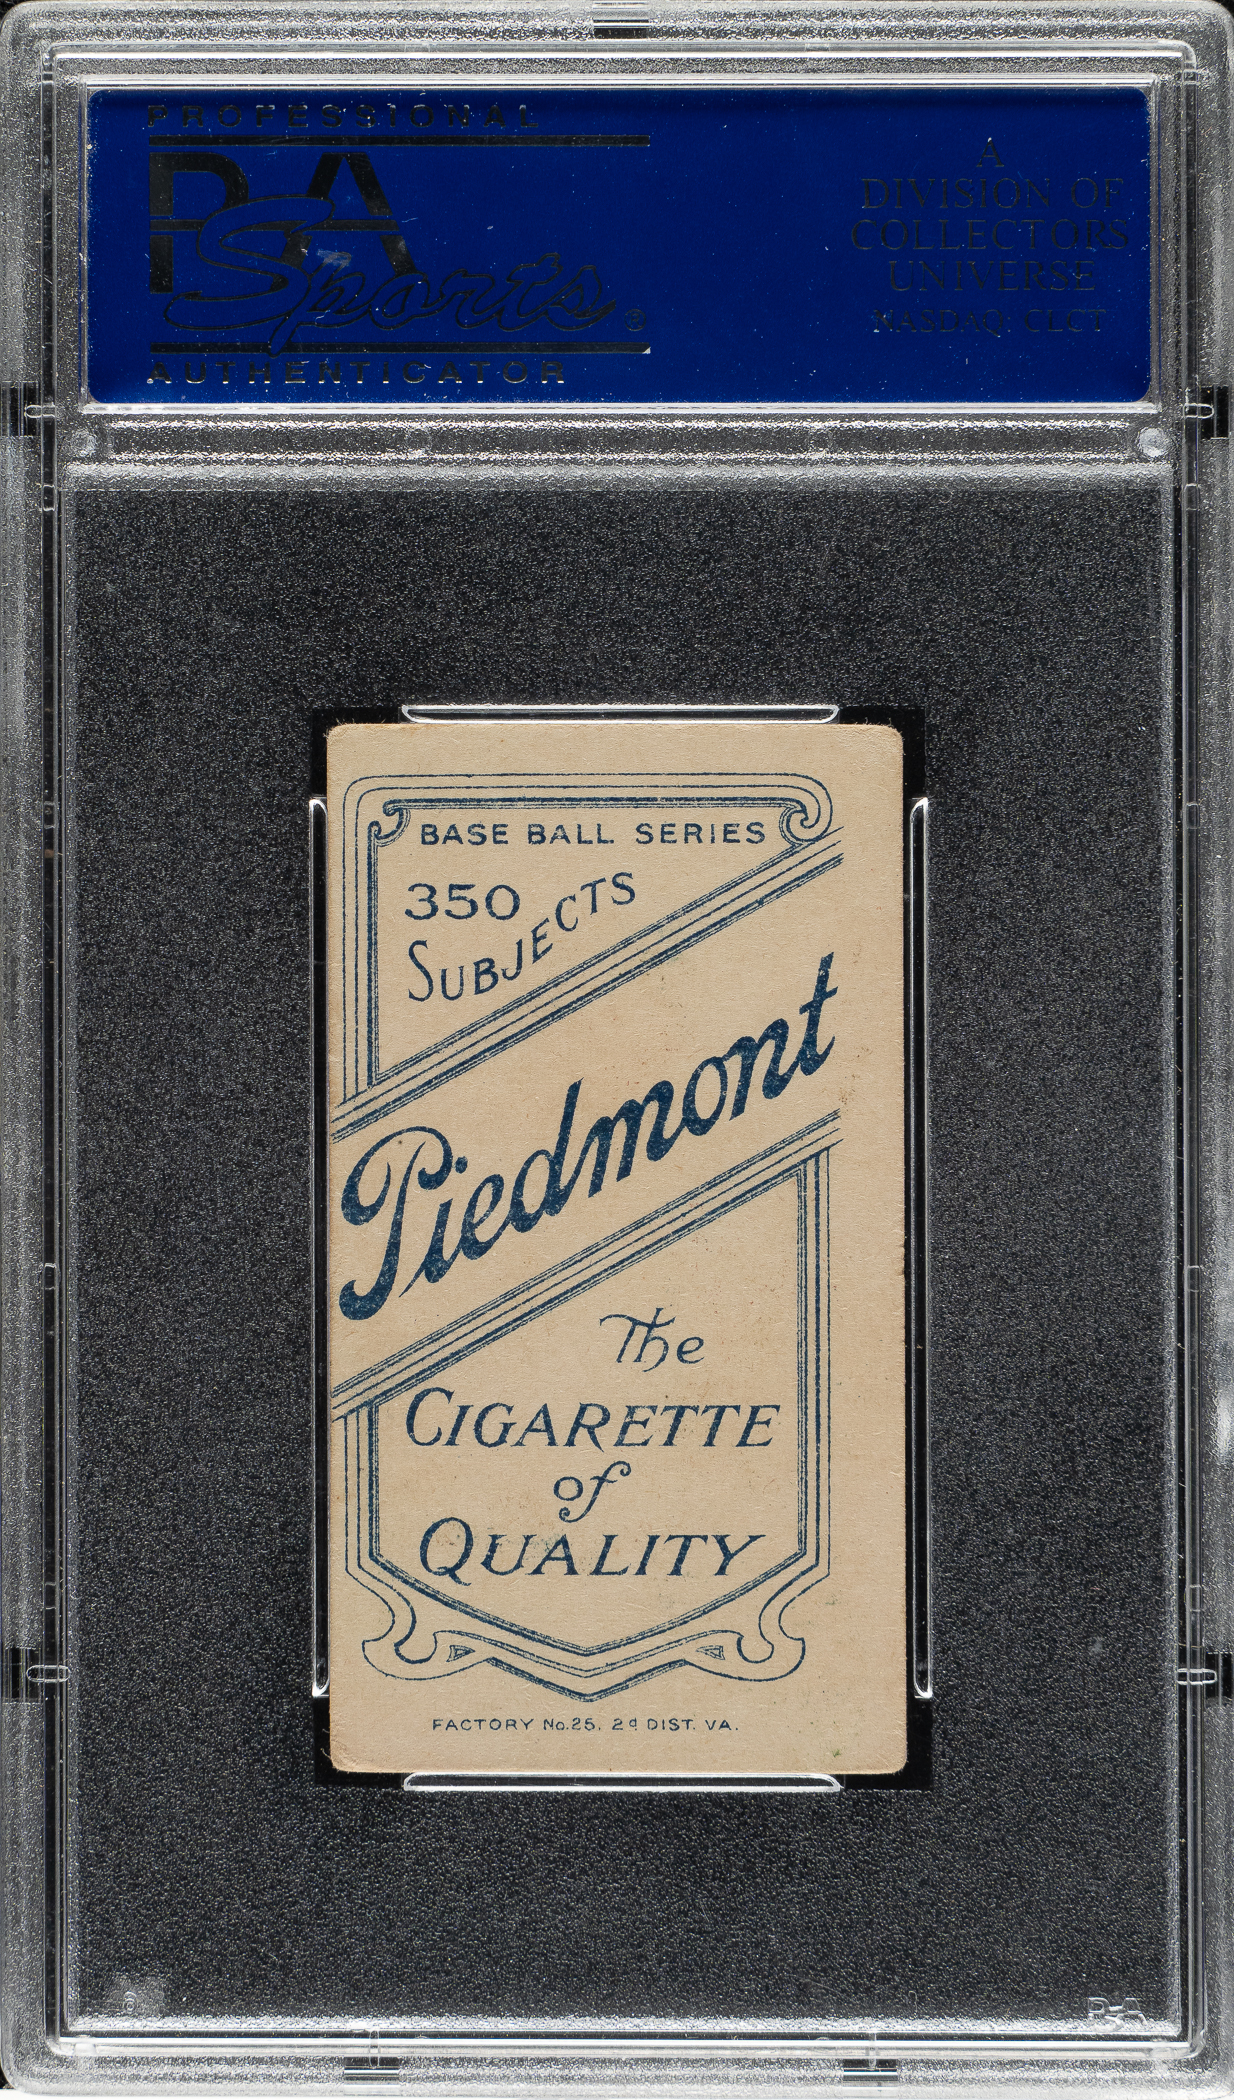 PROFESSIONAL
PSA
Sports ®
AUTHENTICATOR
A
DIVISION OF
COLLECTORS
UNIVERSE
NASDAQ: CLCT
BASE BALL SERIES
350
SUBJECTS
Piedmont
The
CIGARETTE
of
QUALITY
FACTORY No.25, 2d DIST. VA.
PSA